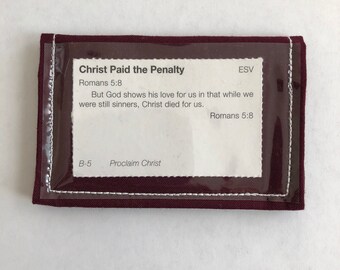 Christ Paid the Penalty ESV
Romans 5:8
But God shows his love for us in that while we
were still sinners, Christ died for us.
Romans 5:8
B-5 Proclaim Christ